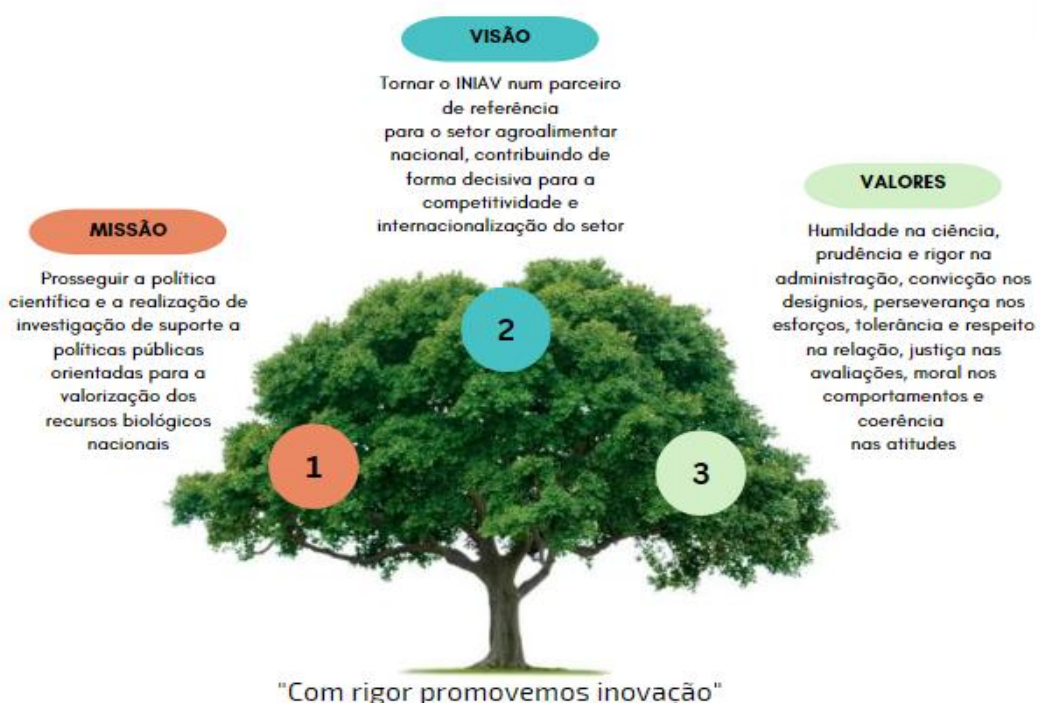 VISÃO
Tornar o INIAV num parceiro
de referência
para o setor agroalimentar
nacional, contribuindo de
forma decisiva para a
competitividade e
internacionalização do setor
VALORES
Humildade na ciência,
prudência e rigor na
administração, convicção nos
desígnios, perseverança nos
esforços, tolerância e respeito
na relação, justiça nas
avaliações, moral nos
comportamentos e
coerência
nas atitudes
MISSÃO
Prosseguir a política
científica e a realização de
investigação de suporte a
políticas públicas
orientadas para a
valorização dos
recursos biológicos
nacionais
2
1
3
"Com rigor promovemos inovação"